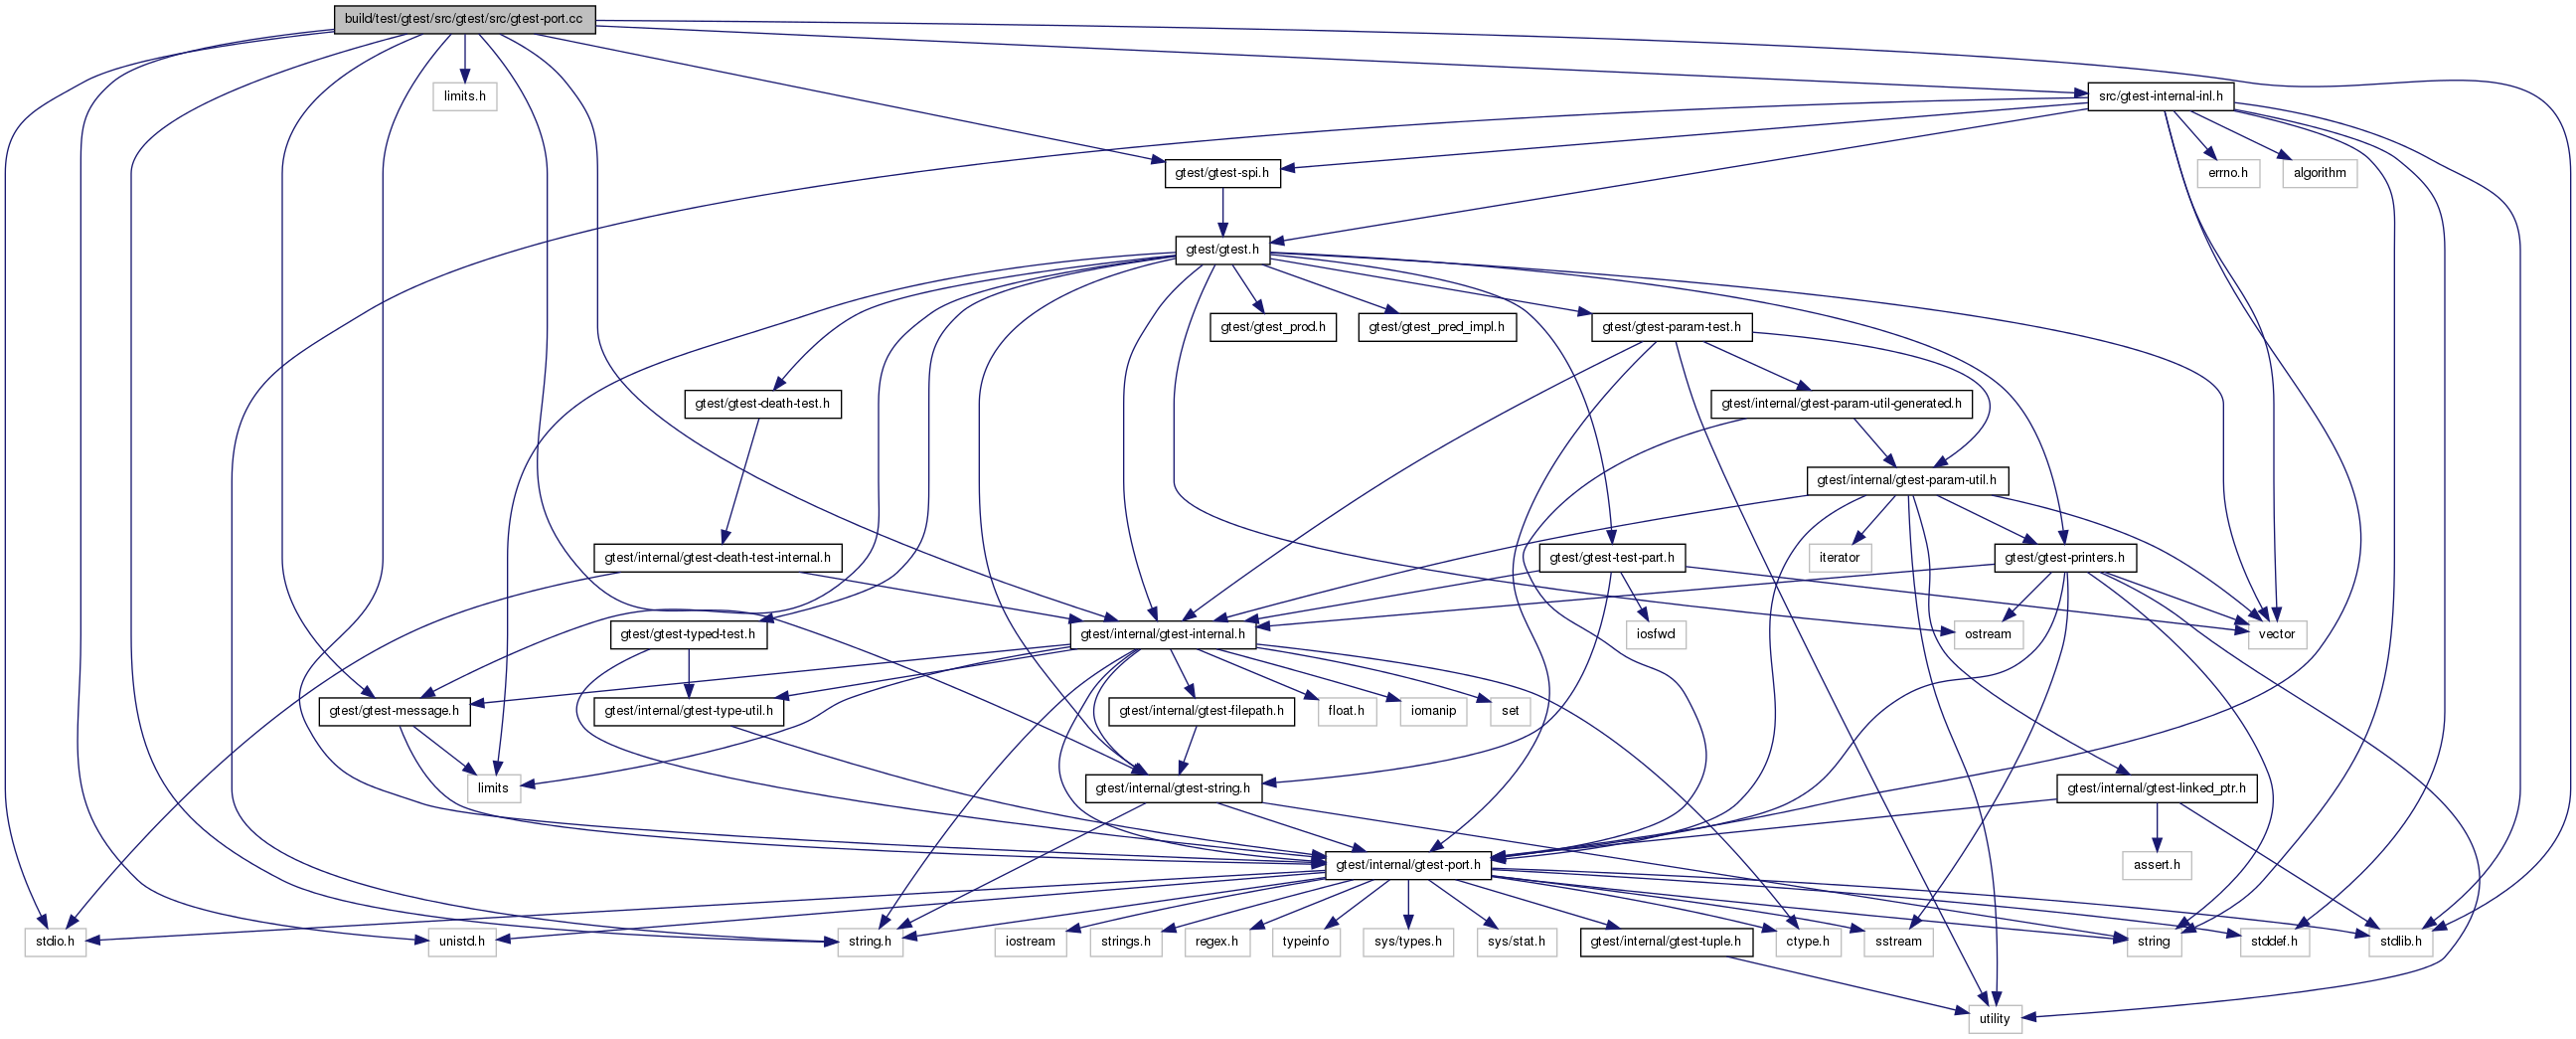 build/test/gtest/src/gtest/src/gtest-port.cc
limits.h
src/gtest-internal-inl.h
gtest/gtest-spi.h
errno.h
algorithm
gtest/gtest.h
gtest/gtest_prod.h
gtest/gtest_pred_impl.h
gtest/gtest-param-test.h
gtest/gtest-death-test.h
gtest/internal/gtest-param-util-generated.h
gtest/internal/gtest-param-util.h
gtest/internal/gtest-death-test-internal.h
gtest/gtest-test-part.h
iterator
gtest/gtest-printers.h
gtest/gtest-typed-test.h
gtest/internal/gtest-internal.h
iosfwd
ostream
vector
gtest/gtest-message.h
gtest/internal/gtest-type-util.h
gtest/internal/gtest-filepath.h
float.h
iomanip
set
limits
gtest/internal/gtest-string.h
gtest/internal/gtest-linked_ptr.h
gtest/internal/gtest-port.h
assert.h
stdio.h
unistd.h
string.h
iostream
strings.h
regex.h
typeinfo
sys/types.h
sys/stat.h
gtest/internal/gtest-tuple.h
ctype.h
sstream
string
stddef.h
stdlib.h
utility